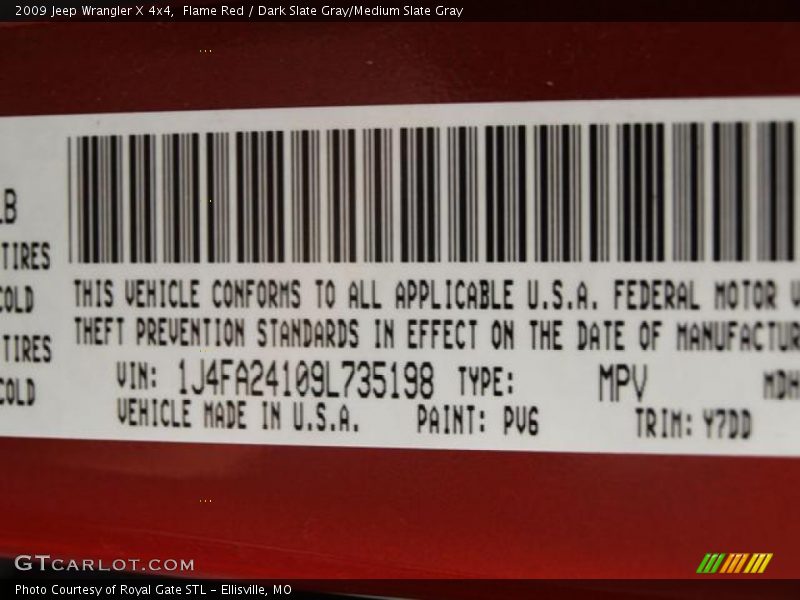 2009 Jeep Wrangler X 4x4,  Flame Red / Dark Slate Gray/Medium Slate Gray
LB
TIRES
COLD
THIS VEHICLE CONFORMS TO ALL APPLICABLE U.S.A. FEDERAL MOTOR V
TIRES
THEFT PREVENTION STANDARDS IN EFFECT ON THE DATE OF MANUFACTUR
COLD
VIN: 1J4FA24109L735198 TYPE: MPV MDH
VEHICLE MADE IN U.S.A. PAINT: PV6 TRIM: Y7DD
GTCARLOT.COM
Photo Courtesy of Royal Gate STL - Ellisville, MO